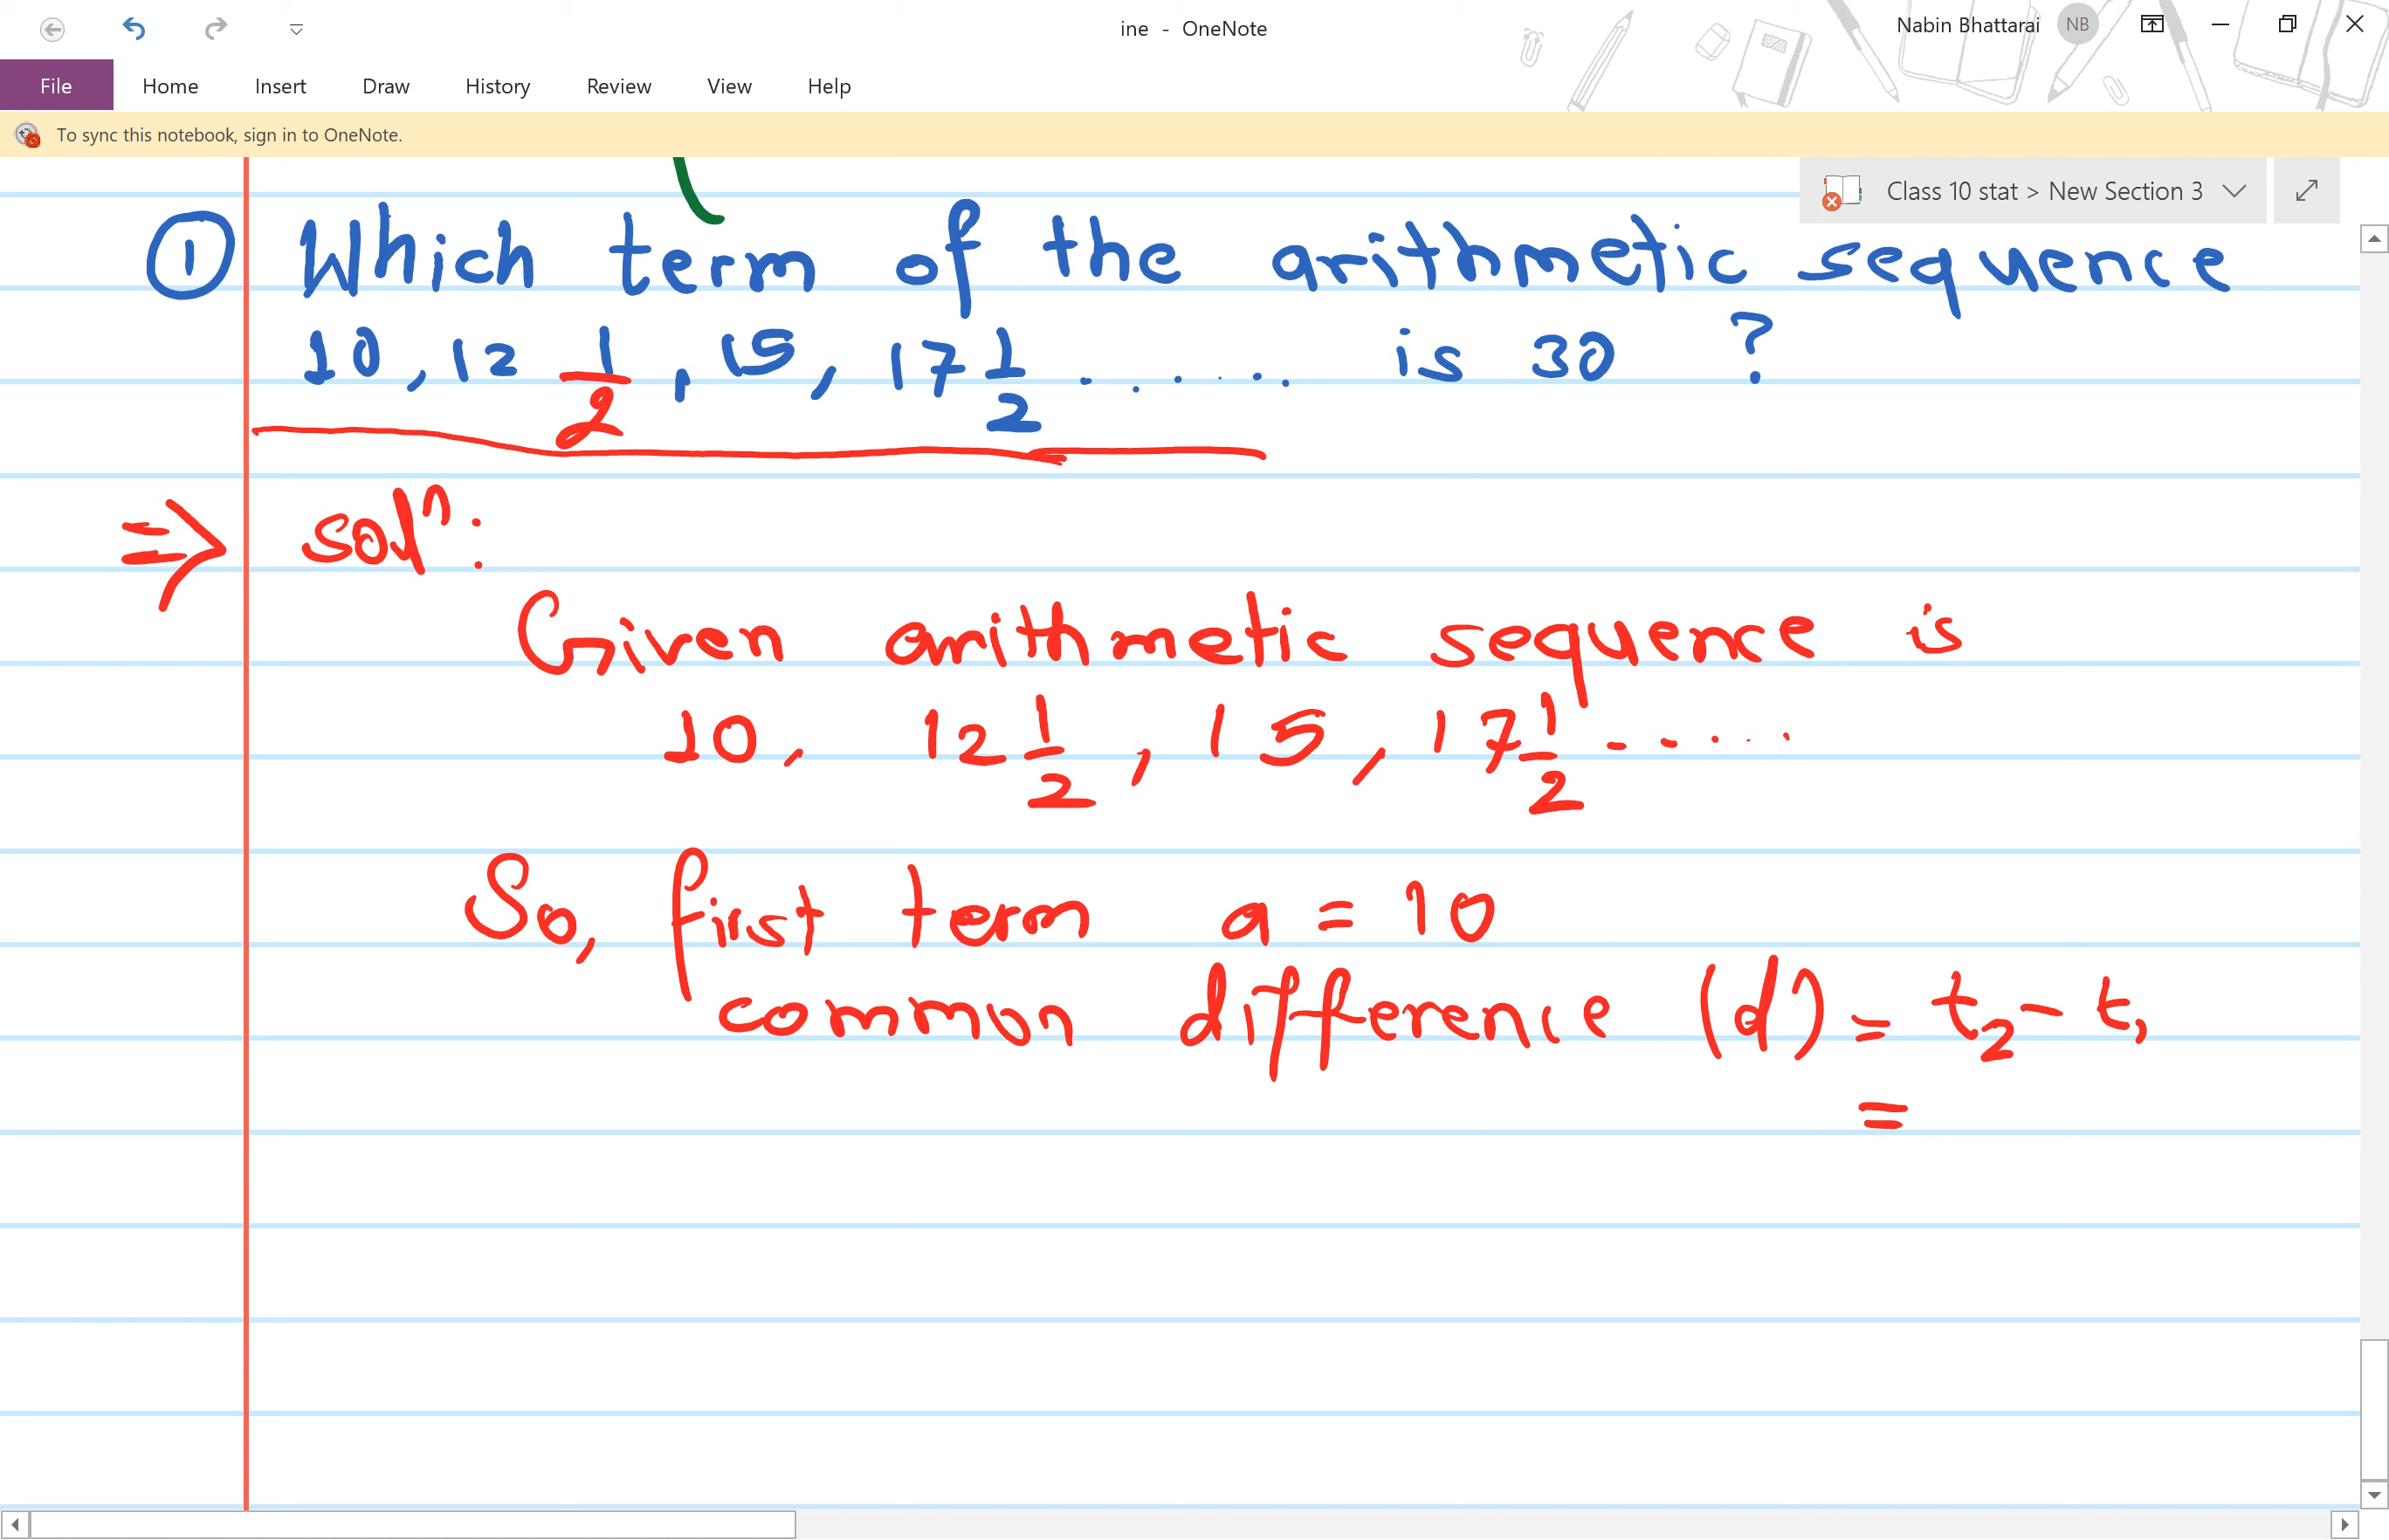 ine - OneNote
Nabin Bhattarai NB
File Home Insert Draw History Review View Help
To sync this notebook, sign in to OneNote.
Class 10 stat > New Section 3
① Which term of the arithmetic sequence
10, 12 1/2, 15, 17 1/2 ........ is 30 ?
=> solⁿ:
Given arithmetic sequence is
10, 12 1/2, 15, 17 1/2 .....
So, first term a = 10
common difference (d) = t₂ - t₁
=